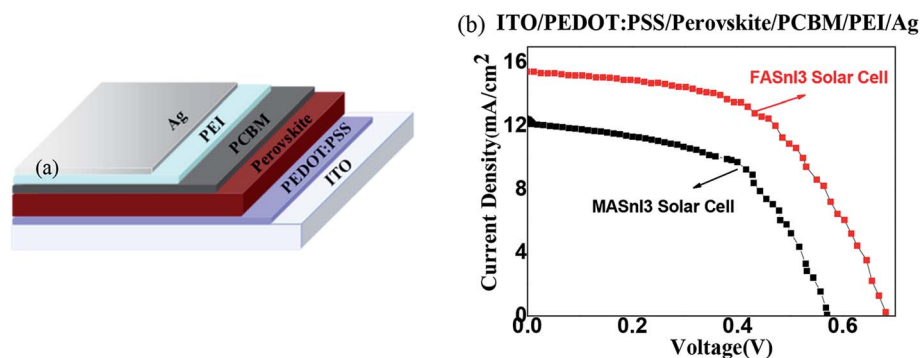 (a)
Ag
PEI
PCBM
Perovskite
PEDOT:PSS
ITO
(b) ITO/PEDOT:PSS/Perovskite/PCBM/PEI/Ag
Current Density(mA/cm²
16
12
8
4
0
FASnI3 Solar Cell
MASnI3 Solar Cell
0.0 0.2 0.4 0.6
Voltage(V)